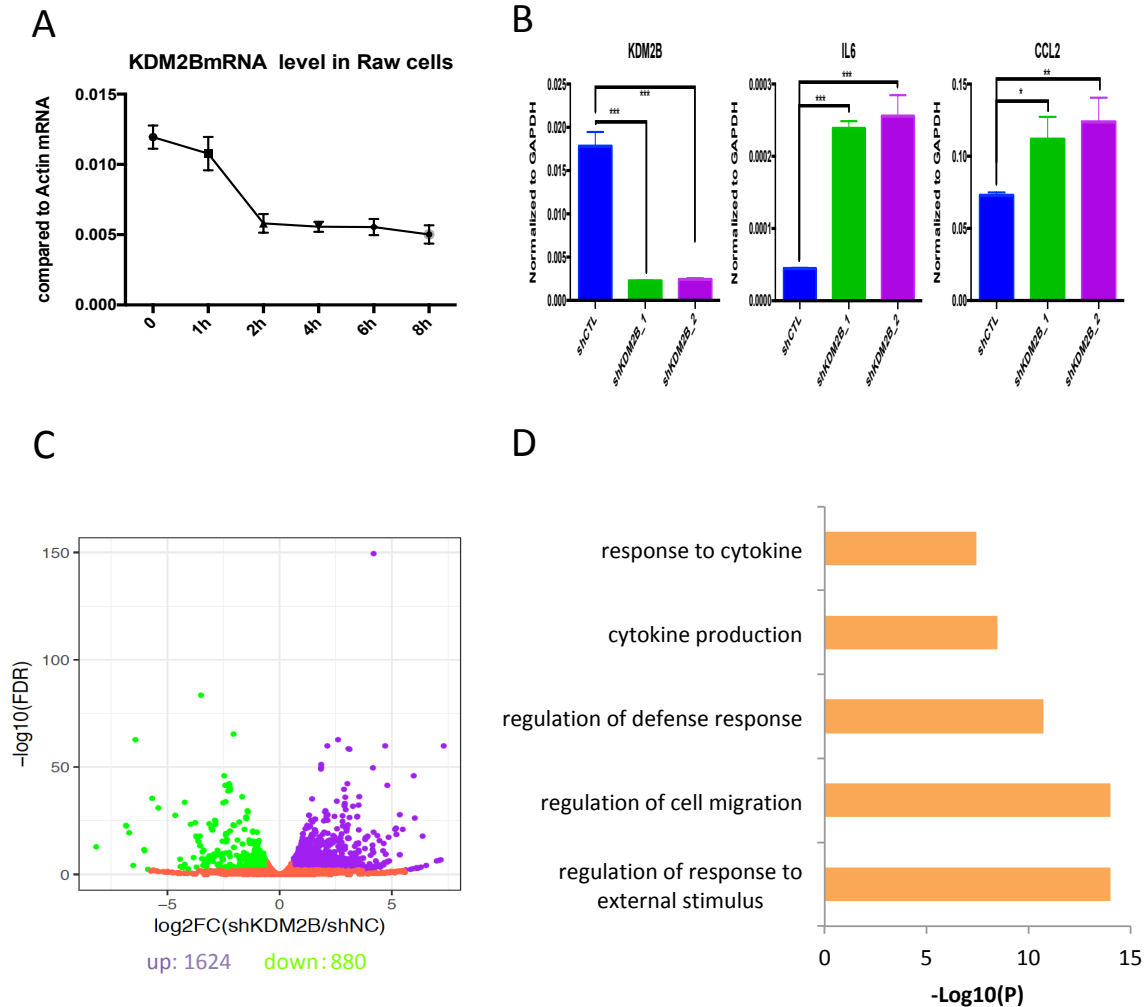 A
KDM2BmRNA level in Raw cells
compared to Actin mRNA
0.015
0.010
0.005
0.000
0
1h
2h
4h
6h
8h
B
KDM2B
Normalized to GAPDH
0.025
0.020
0.015
0.010
0.005
0.000
***
***
shCTL
shKDM2B_1
shKDM2B_2
IL6
Normalized to GAPDH
0.0003
0.0002
0.0001
0.0000
***
***
shCTL
shKDM2B_1
shKDM2B_2
CCL2
Normalized to GAPDH
0.15
0.10
0.05
0.00
**
*
shCTL
shKDM2B_1
shKDM2B_2
C
−log10(FDR)
150
100
50
0
−5
0
5
log2FC(shKDM2B/shNC)
up: 1624 down: 880
D
response to cytokine
cytokine production
regulation of defense response
regulation of cell migration
regulation of response to
external stimulus
0
5
10
15
-Log10(P)